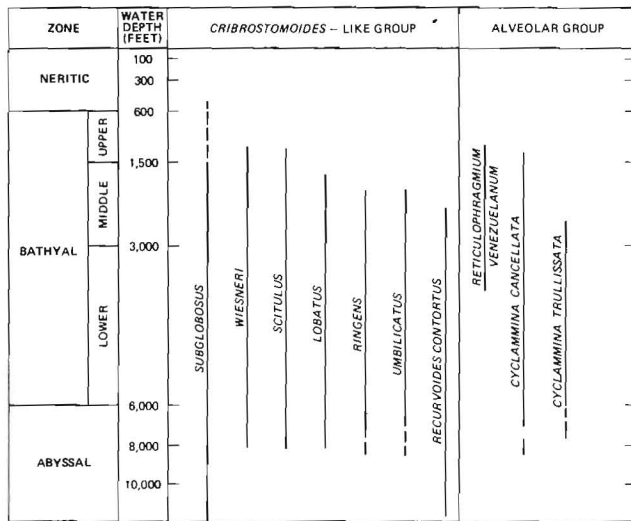 ZONE
WATER
DEPTH
(FEET)
CRIBROSTOMOIDES – LIKE GROUP
ALVEOLAR GROUP
NERITIC
100
300
600
BATHYAL
UPPER
1,500
MIDDLE
3,000
LOWER
6,000
ABYSSAL
8,000
10,000
SUBGLOBOSUS
WIESNERI
SCITULUS
LOBATUS
RINGENS
UMBILICATUS
RECURVOIDES CONTORTUS
RETICULOPHRAGMIUM
VENEZUELANUM
CYCLAMMINA CANCELLATA
CYCLAMMINA TRULLISSATA